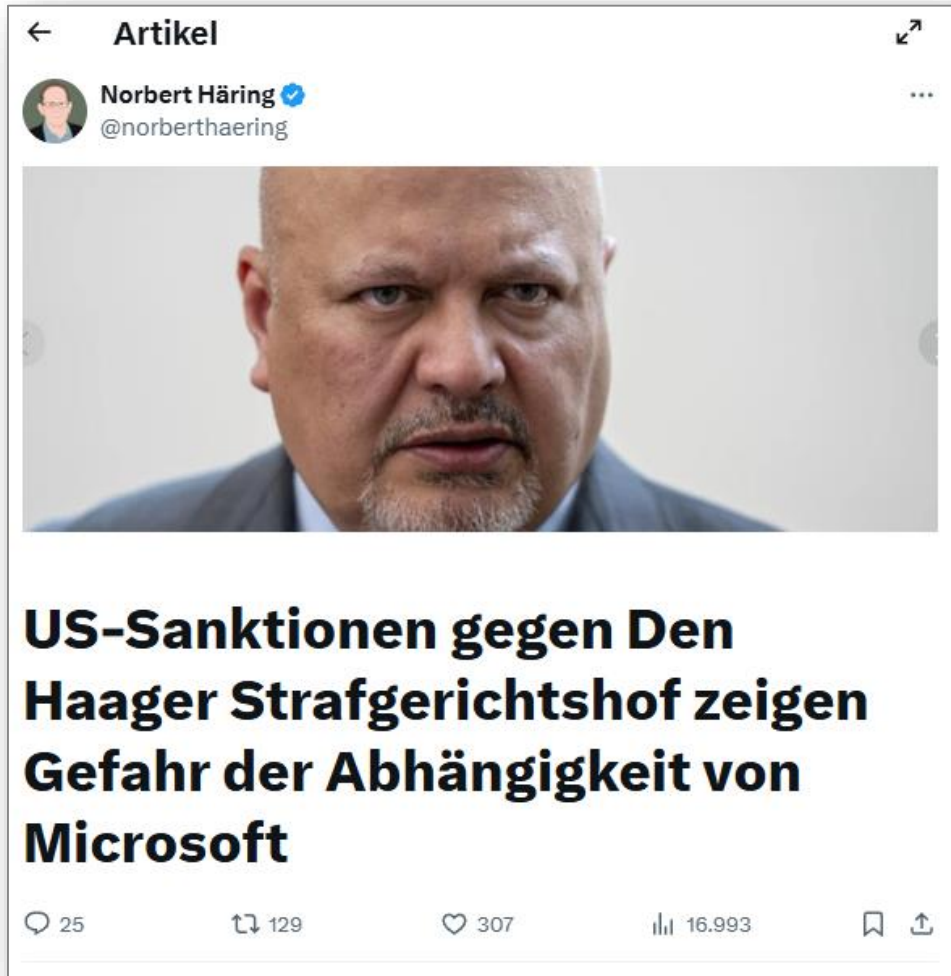 Artikel
Norbert Häring
@norberthaering
US-Sanktionen gegen Den
Haager Strafgerichtshof zeigen
Gefahr der Abhängigkeit von
Microsoft
25 129 307 16.993